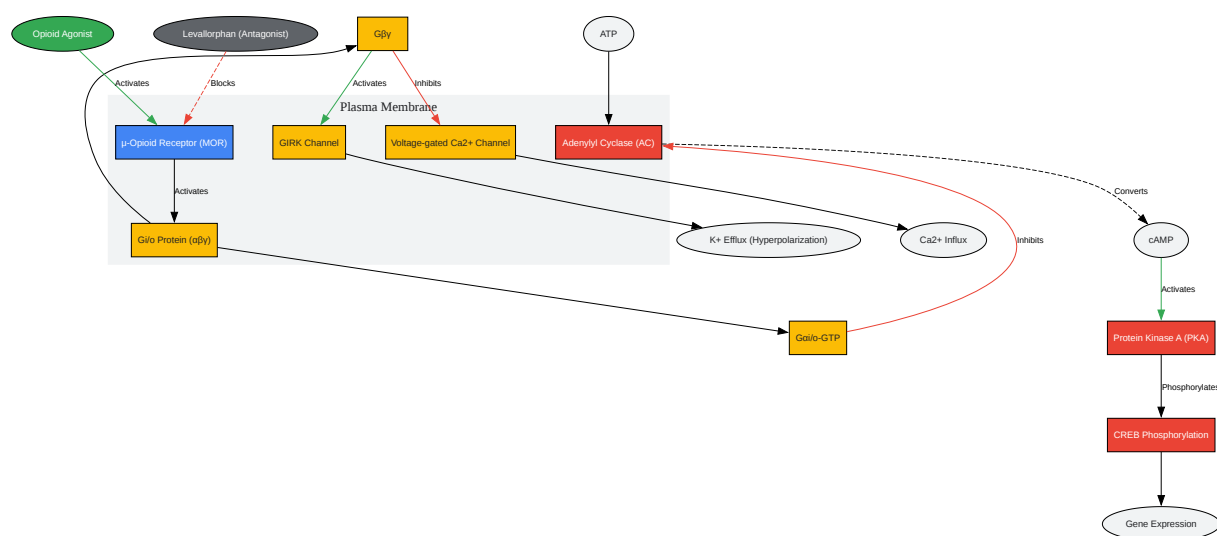 Opioid Agonist
Levallorphan (Antagonist)
Gβγ
ATP
Activates
Blocks
Activates
Inhibits
Plasma Membrane
μ-Opioid Receptor (MOR)
GIRK Channel
Voltage-gated Ca2+ Channel
Adenylyl Cyclase (AC)
Activates
Converts
Gi/o Protein (αβγ)
K+ Efflux (Hyperpolarization)
Ca2+ Influx
Inhibits
cAMP
Activates
Gαi/o-GTP
Protein Kinase A (PKA)
Phosphorylates
CREB Phosphorylation
Gene Expression